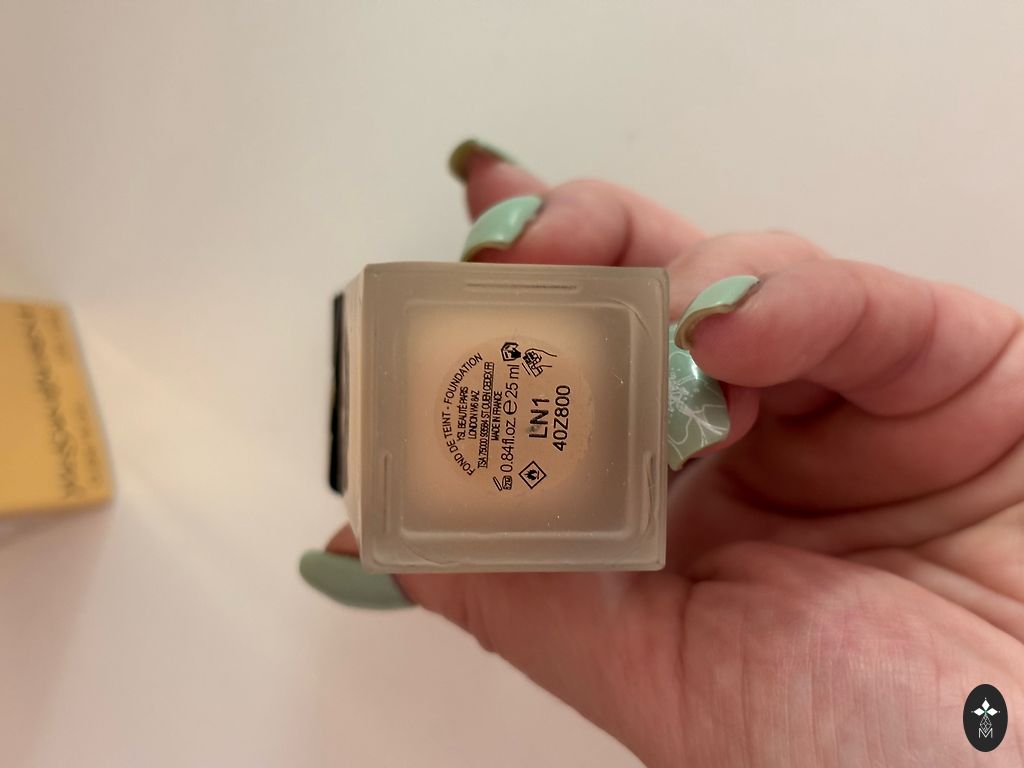 FOND DE TEINT - FOUNDATION
YSL BEAUTÉ PARIS
LONDON W6 8AZ
TSA 75000 93584 ST OUEN CEDEX FR
MADE IN FRANCE
0.84fl.oz. ℮ 25 ml
LN1
40Z800
YVESSAINTLAURENT
M